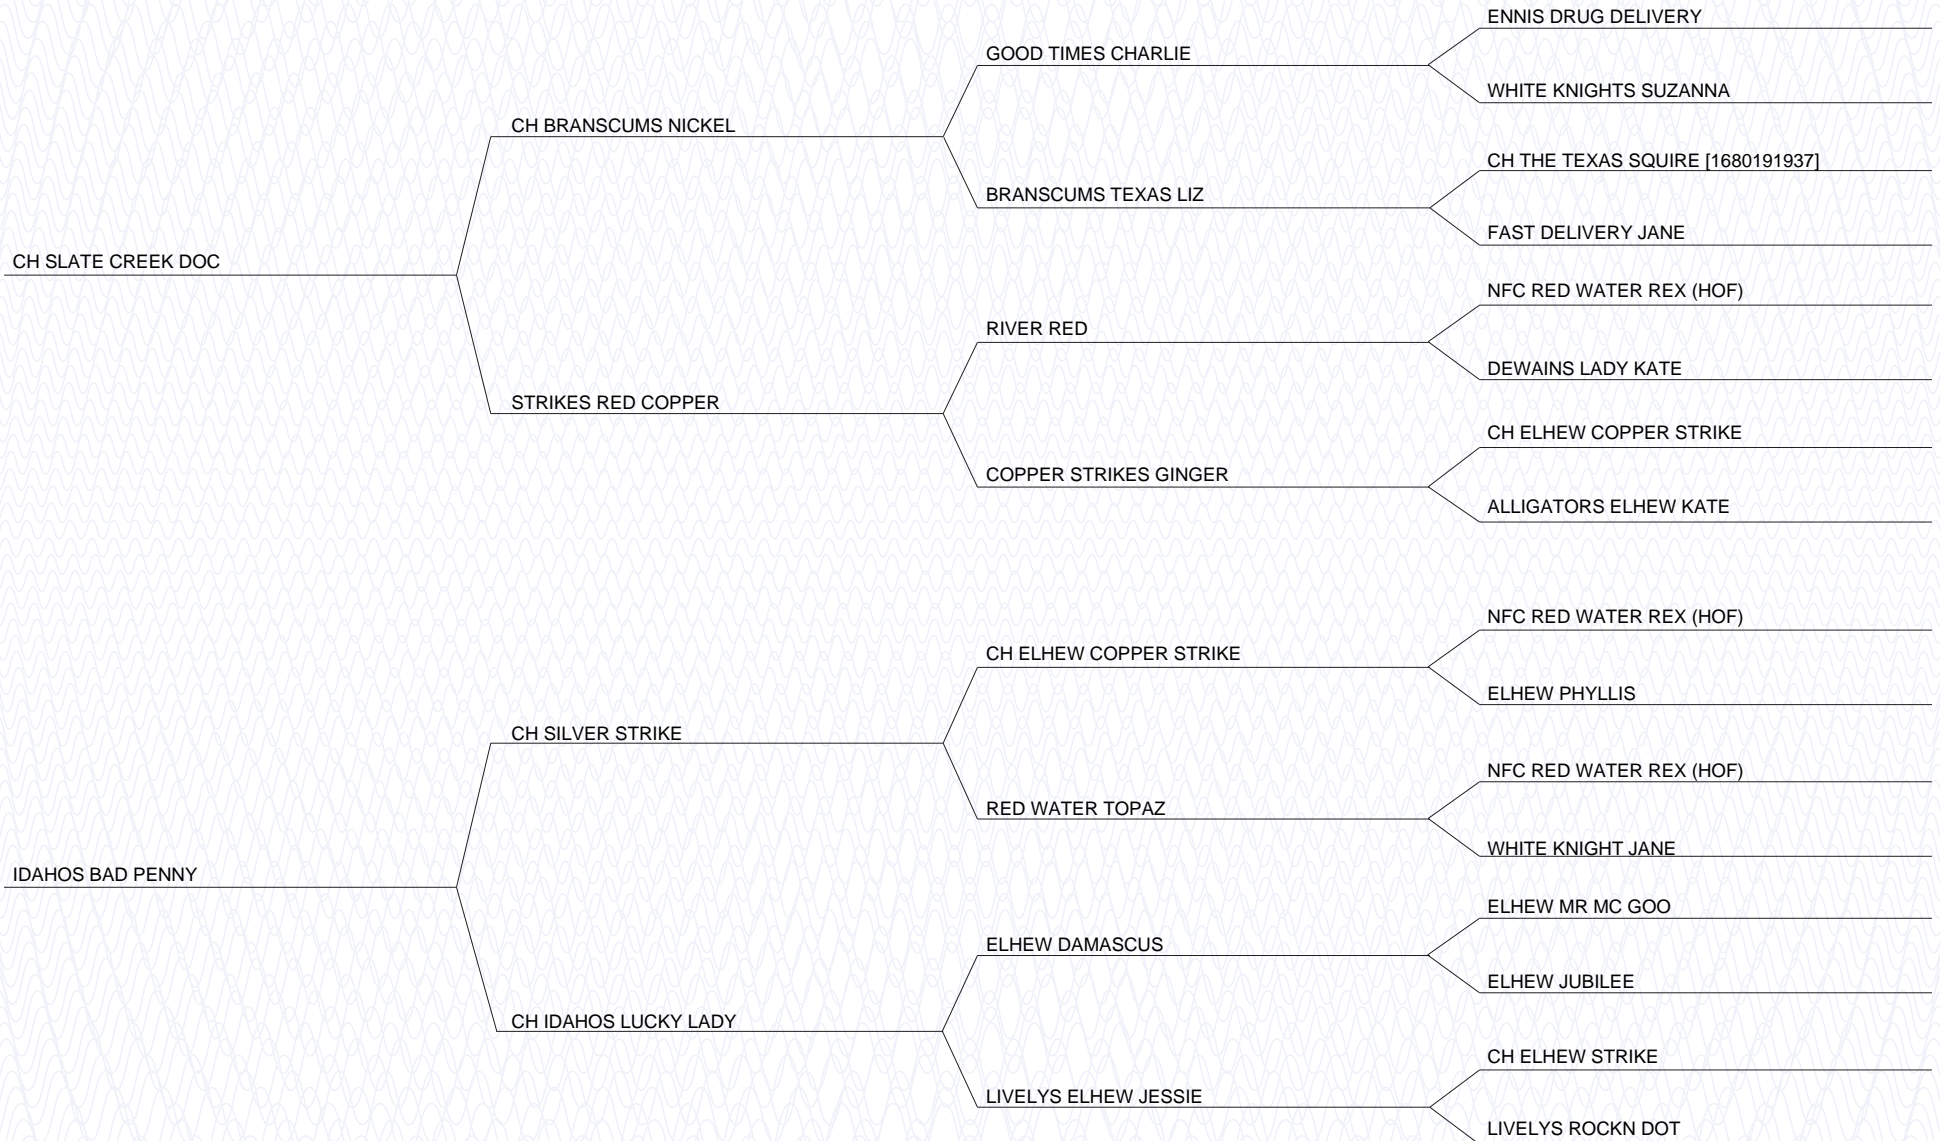 ENNIS DRUG DELIVERY
GOOD TIMES CHARLIE
WHITE KNIGHTS SUZANNA
CH BRANSCUMS NICKEL
CH THE TEXAS SQUIRE [1680191937]
BRANSCUMS TEXAS LIZ
FAST DELIVERY JANE
CH SLATE CREEK DOC
NFC RED WATER REX (HOF)
RIVER RED
DEWAINS LADY KATE
STRIKES RED COPPER
CH ELHEW COPPER STRIKE
COPPER STRIKES GINGER
ALLIGATORS ELHEW KATE
NFC RED WATER REX (HOF)
CH ELHEW COPPER STRIKE
ELHEW PHYLLIS
CH SILVER STRIKE
NFC RED WATER REX (HOF)
RED WATER TOPAZ
WHITE KNIGHT JANE
IDAHOS BAD PENNY
ELHEW MR MC GOO
ELHEW DAMASCUS
ELHEW JUBILEE
CH IDAHOS LUCKY LADY
CH ELHEW STRIKE
LIVELYS ELHEW JESSIE
LIVELYS ROCKN DOT